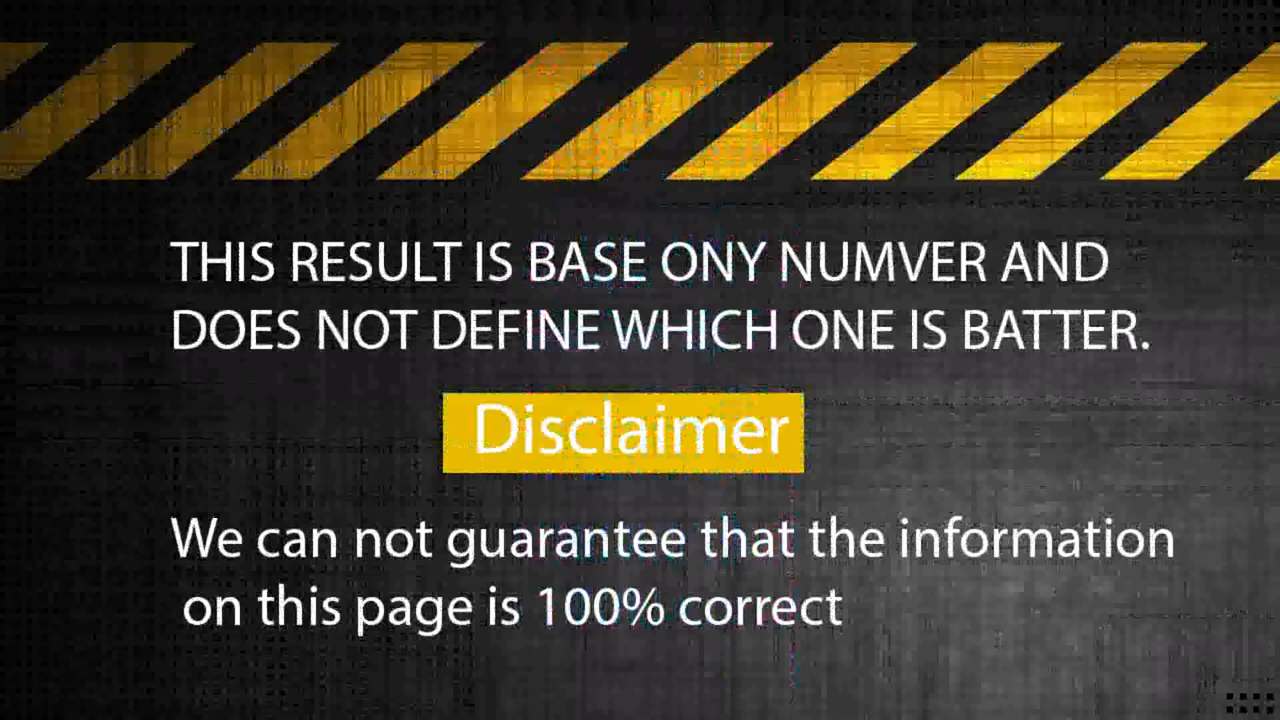 THIS RESULT IS BASE ONY NUMVER AND
DOES NOT DEFINE WHICH ONE IS BATTER.
Disclaimer
We can not guarantee that the information
on this page is 100% correct